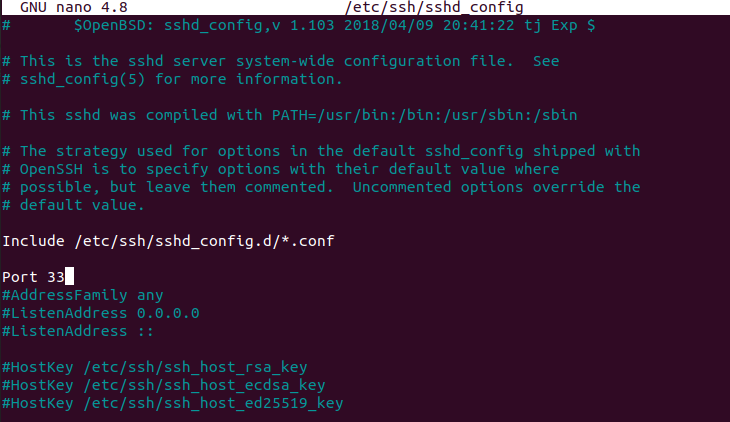 GNU nano 4.8 /etc/ssh/sshd_config
# $OpenBSD: sshd_config,v 1.103 2018/04/09 20:41:22 tj Exp $
# This is the sshd server system-wide configuration file.  See
# sshd_config(5) for more information.
# This sshd was compiled with PATH=/usr/bin:/bin:/usr/sbin:/sbin
# The strategy used for options in the default sshd_config shipped with
# OpenSSH is to specify options with their default value where
# possible, but leave them commented.  Uncommented options override the
# default value.
Include /etc/ssh/sshd_config.d/*.conf
Port 33
#AddressFamily any
#ListenAddress 0.0.0.0
#ListenAddress ::
#HostKey /etc/ssh/ssh_host_rsa_key
#HostKey /etc/ssh/ssh_host_ecdsa_key
#HostKey /etc/ssh/ssh_host_ed25519_key